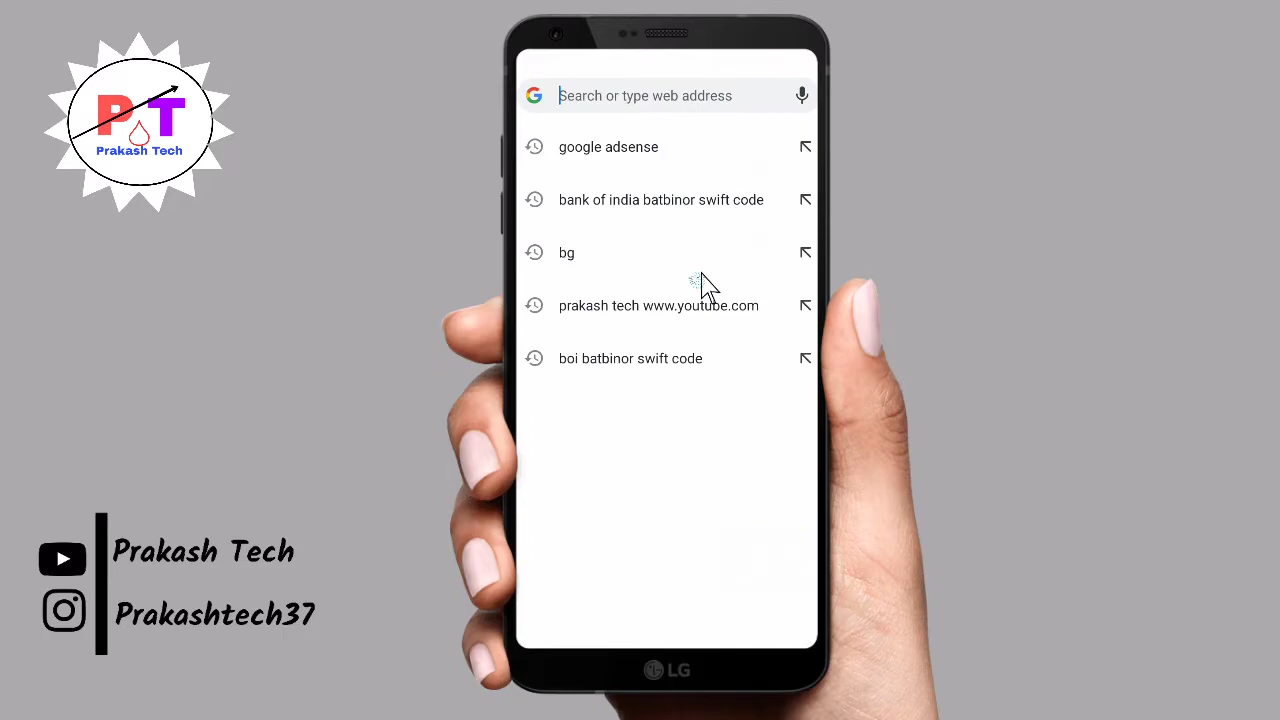 P T
Prakash Tech
Search or type web address
google adsense
bank of india batbinor swift code
bg
prakash tech www.youtube.com
boi batbinor swift code
LG
Prakash Tech
Prakashtech37